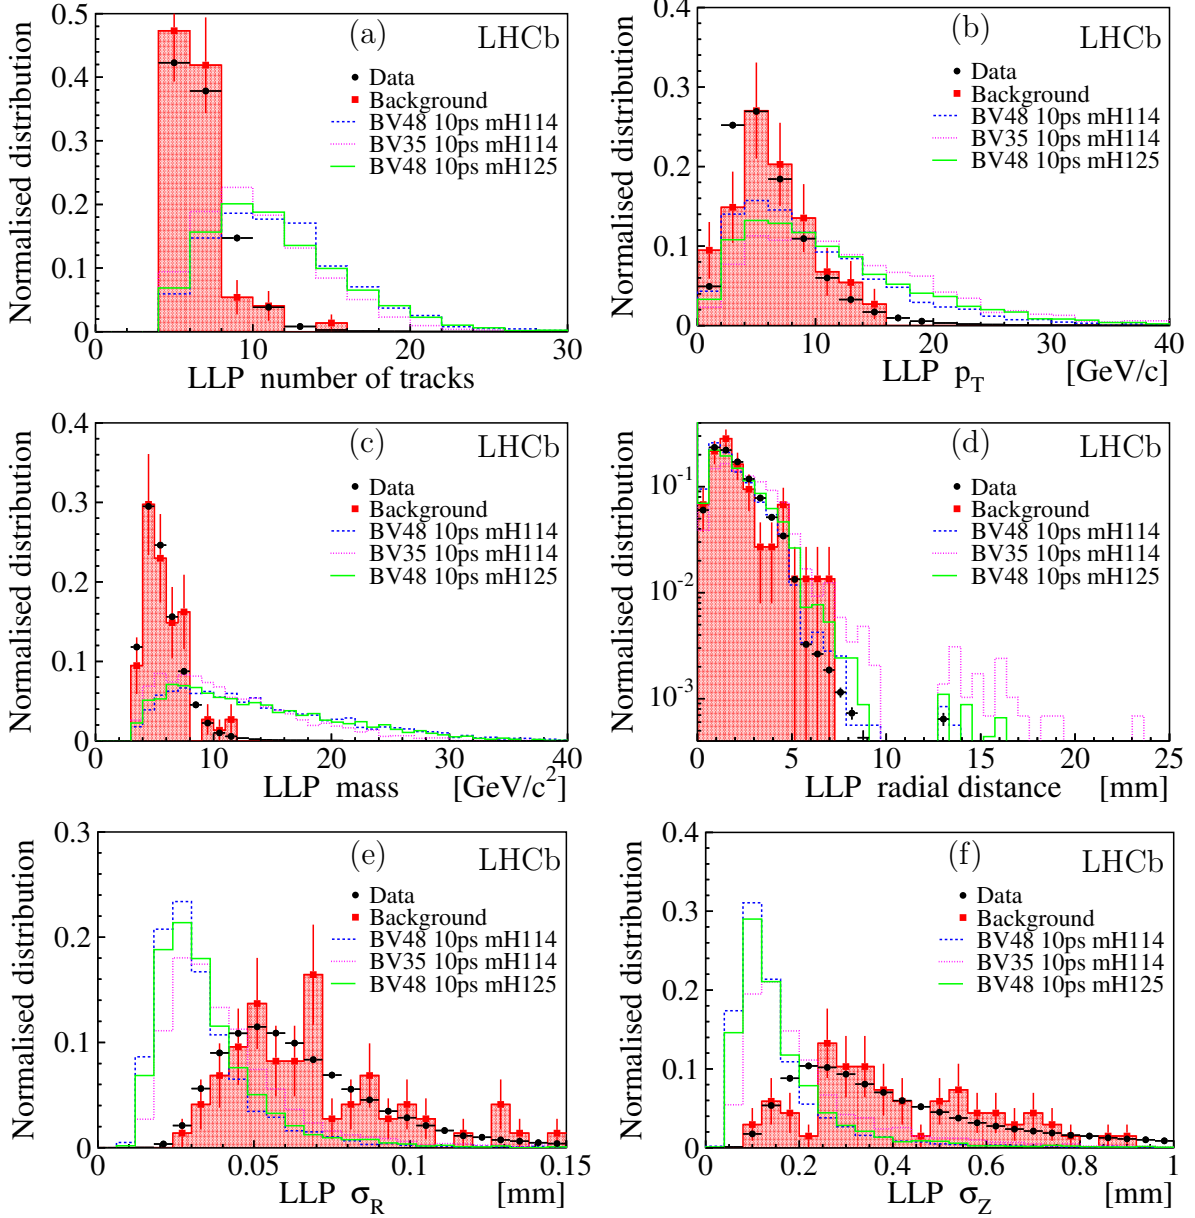 Normalised distribution
0.5
0.4
0.3
0.2
0.1
0
(a)
LHCb
Data
Background
BV48 10ps mH114
BV35 10ps mH114
BV48 10ps mH125
0 10 20 30
LLP number of tracks
Normalised distribution
0.4
0.3
0.2
0.1
0
(b)
LHCb
Data
Background
BV48 10ps mH114
BV35 10ps mH114
BV48 10ps mH125
0 10 20 30 40
LLP p_T [GeV/c]
Normalised distribution
0.4
0.3
0.2
0.1
0
(c)
LHCb
Data
Background
BV48 10ps mH114
BV35 10ps mH114
BV48 10ps mH125
0 10 20 30 40
LLP mass [GeV/c²]
Normalised distribution
10⁻¹
10⁻²
10⁻³
(d)
LHCb
Data
Background
BV48 10ps mH114
BV35 10ps mH114
BV48 10ps mH125
0 5 10 15 20 25
LLP radial distance [mm]
Normalised distribution
0.3
0.2
0.1
0
(e)
LHCb
Data
Background
BV48 10ps mH114
BV35 10ps mH114
BV48 10ps mH125
0 0.05 0.1 0.15
LLP σ_R [mm]
Normalised distribution
0.4
0.3
0.2
0.1
0
(f)
LHCb
Data
Background
BV48 10ps mH114
BV35 10ps mH114
BV48 10ps mH125
0 0.2 0.4 0.6 0.8 1
LLP σ_Z [mm]